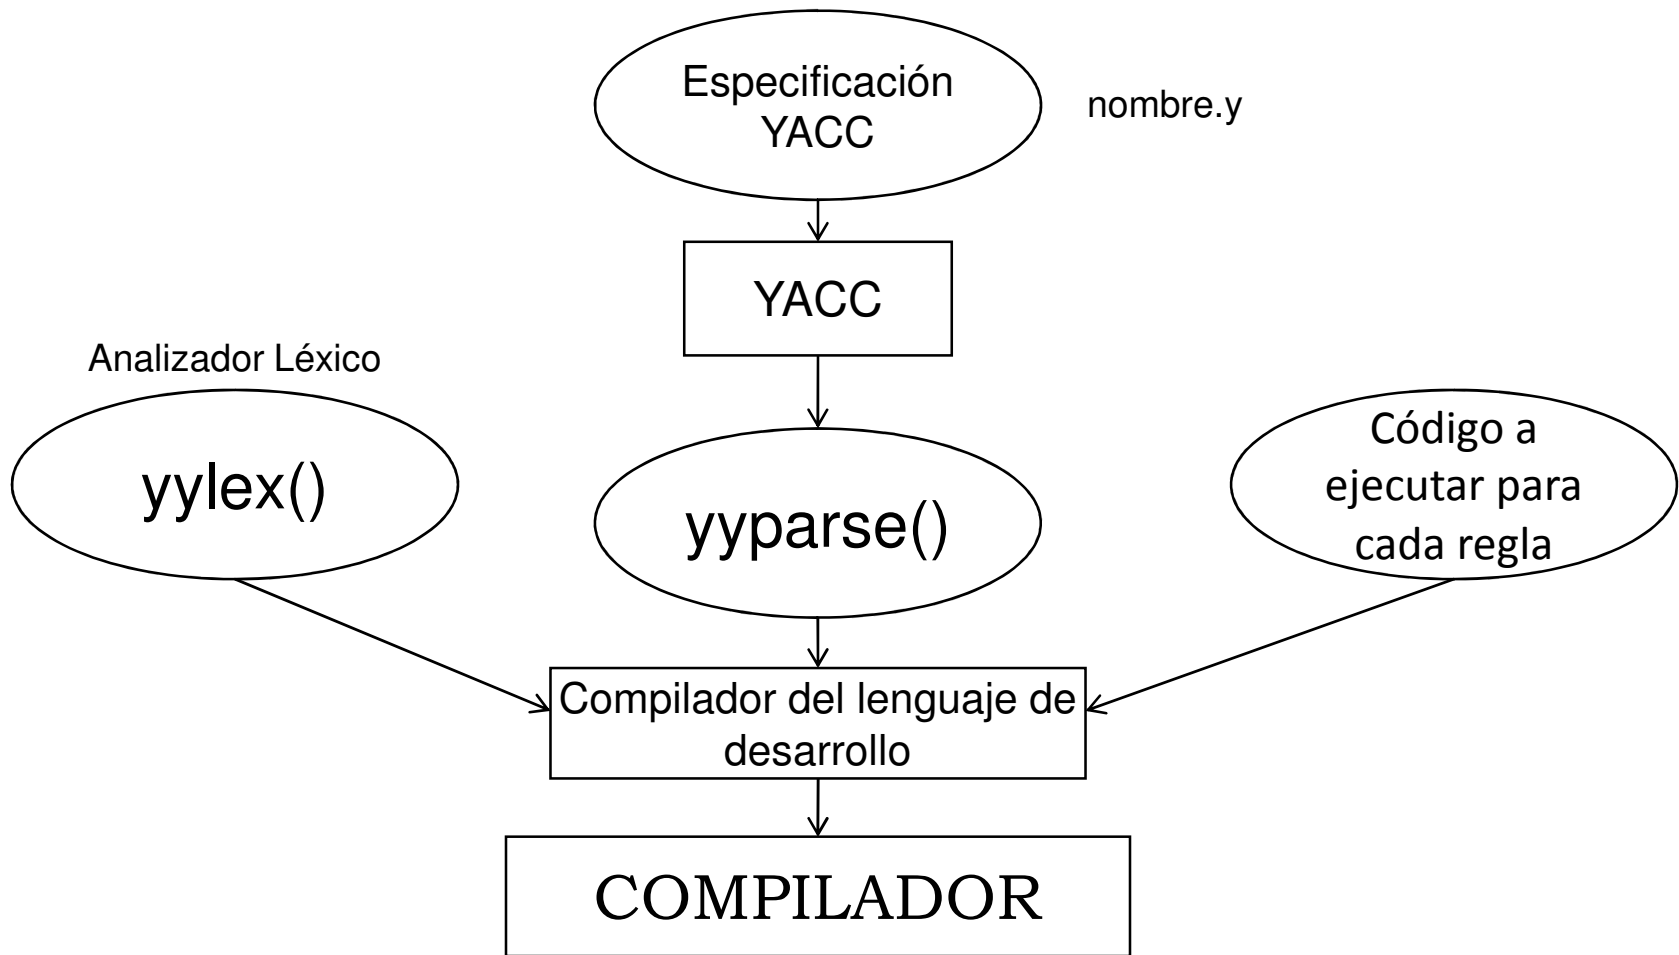 Especificación
YACC
nombre.y
YACC
Analizador Léxico
yylex()
yyparse()
Código a
ejecutar para
cada regla
Compilador del lenguaje de
desarrollo
COMPILADOR